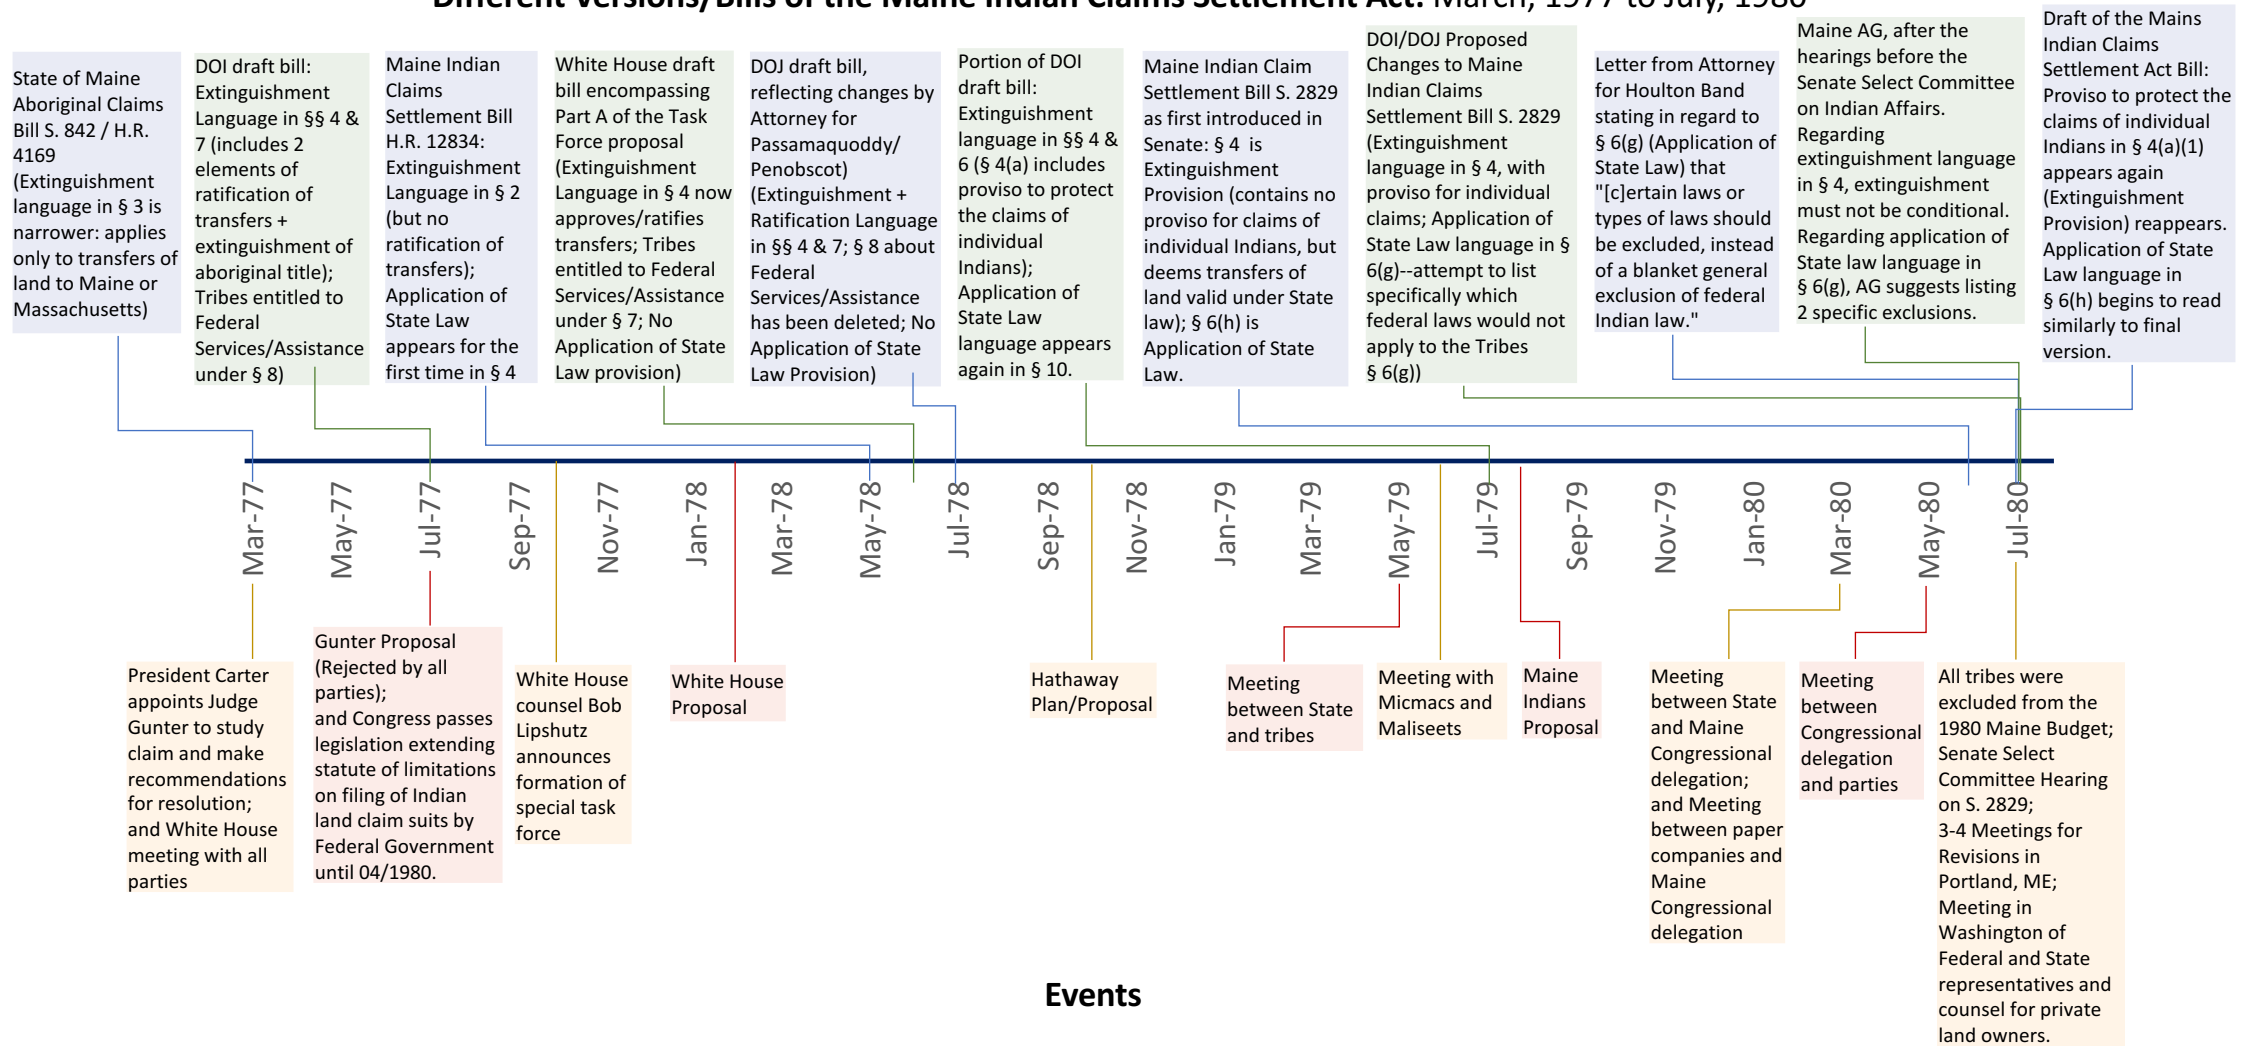 Different Versions/Bills of the Maine Indian Claims Settlement Act: March, 1977 to July, 1980
State of Maine
Aboriginal Claims
Bill S. 842 / H.R.
4169
(Extinguishment
language in § 3 is
narrower: applies
only to transfers of
land to Maine or
Massachusetts)
DOI draft bill:
Extinguishment
Language in §§ 4 &
7 (includes 2
elements of
ratification of
transfers +
extinguishment of
aboriginal title);
Tribes entitled to
Federal
Services/Assistance
under § 8)
Maine Indian
Claims
Settlement Bill
H.R. 12834:
Extinguishment
Language in § 2
(but no
ratification of
transfers);
Application of
State Law
appears for the
first time in § 4
White House draft
bill encompassing
Part A of the Task
Force proposal
(Extinguishment
Language in § 4 now
approves/ratifies
transfers; Tribes
entitled to Federal
Services/Assistance
under § 7; No
Application of State
Law provision)
DOJ draft bill,
reflecting changes by
Attorney for
Passamaquoddy/
Penobscot)
(Extinguishment +
Ratification Language
in §§ 4 & 7; § 8 about
Federal
Services/Assistance
has been deleted; No
Application of State
Law Provision)
Portion of DOI
draft bill:
Extinguishment
language in §§ 4 &
6 (§ 4(a) includes
proviso to protect
the claims of
individual
Indians);
Application of
State Law
language appears
again in § 10.
Maine Indian Claim
Settlement Bill S. 2829
as first introduced in
Senate: § 4 is
Extinguishment
Provision (contains no
proviso for claims of
individual Indians, but
deems transfers of
land valid under State
law); § 6(h) is
Application of State
Law.
DOI/DOJ Proposed
Changes to Maine
Indian Claims
Settlement Bill S. 2829
(Extinguishment
language in § 4, with
proviso for individual
claims; Application of
State Law language in §
6(g)--attempt to list
specifically which
federal laws would not
apply to the Tribes
§ 6(g))
Letter from Attorney
for Houlton Band
stating in regard to
§ 6(g) (Application of
State Law) that
"[c]ertain laws or
types of laws should
be excluded, instead
of a blanket general
exclusion of federal
Indian law."
Maine AG, after the
hearings before the
Senate Select Committee
on Indian Affairs.
Regarding
extinguishment language
in § 4, extinguishment
must not be conditional.
Regarding application of
State law language in
§ 6(g), AG suggests listing
2 specific exclusions.
Draft of the Mains
Indian Claims
Settlement Act Bill:
Proviso to protect the
claims of individual
Indians in § 4(a)(1)
appears again
(Extinguishment
Provision) reappears.
Application of State
Law language in
§ 6(h) begins to read
similarly to final
version.
Mar-77
May-77
Jul-77
Sep-77
Nov-77
Jan-78
Mar-78
May-78
Jul-78
Sep-78
Nov-78
Jan-79
Mar-79
May-79
Jul-79
Sep-79
Nov-79
Jan-80
Mar-80
May-80
Jul-80
President Carter
appoints Judge
Gunter to study
claim and make
recommendations
for resolution;
and White House
meeting with all
parties
Gunter Proposal
(Rejected by all
parties);
and Congress passes
legislation extending
statute of limitations
on filing of Indian
land claim suits by
Federal Government
until 04/1980.
White House
counsel Bob
Lipshutz
announces
formation of
special task
force
White House
Proposal
Hathaway
Plan/Proposal
Meeting
between State
and tribes
Meeting with
Micmacs and
Maliseets
Maine
Indians
Proposal
Meeting
between State
and Maine
Congressional
delegation;
and Meeting
between paper
companies and
Maine
Congressional
delegation
Meeting
between
Congressional
delegation
and parties
All tribes were
excluded from the
1980 Maine Budget;
Senate Select
Committee Hearing
on S. 2829;
3-4 Meetings for
Revisions in
Portland, ME;
Meeting in
Washington of
Federal and State
representatives and
counsel for private
land owners.
Events